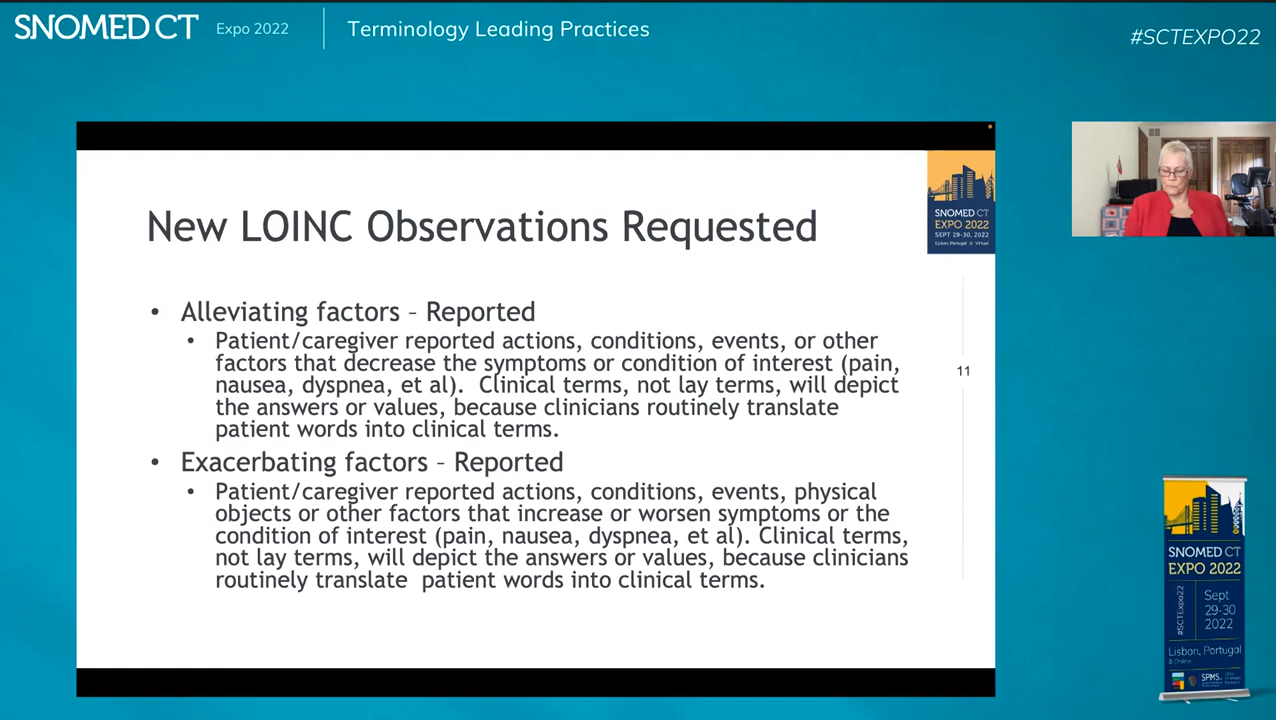 SNOMED CT Expo 2022 Terminology Leading Practices
#SCTEXPO22
New LOINC Observations Requested
SNOMED CT
EXPO 2022
SEPT 29-30, 2022
Lisbon, Portugal X Virtual
• Alleviating factors – Reported
• Patient/caregiver reported actions, conditions, events, or other
factors that decrease the symptoms or condition of interest (pain,
nausea, dyspnea, et al). Clinical terms, not lay terms, will depict
the answers or values, because clinicians routinely translate
patient words into clinical terms.
11
• Exacerbating factors – Reported
• Patient/caregiver reported actions, conditions, events, physical
objects or other factors that increase or worsen symptoms or the
condition of interest (pain, nausea, dyspnea, et al). Clinical terms,
not lay terms, will depict the answers or values, because clinicians
routinely translate patient words into clinical terms.
SNOMED CT
EXPO 2022
#SCTExpo22
Sept
29-30
2022
Lisbon, Portugal
& Online
SPMS